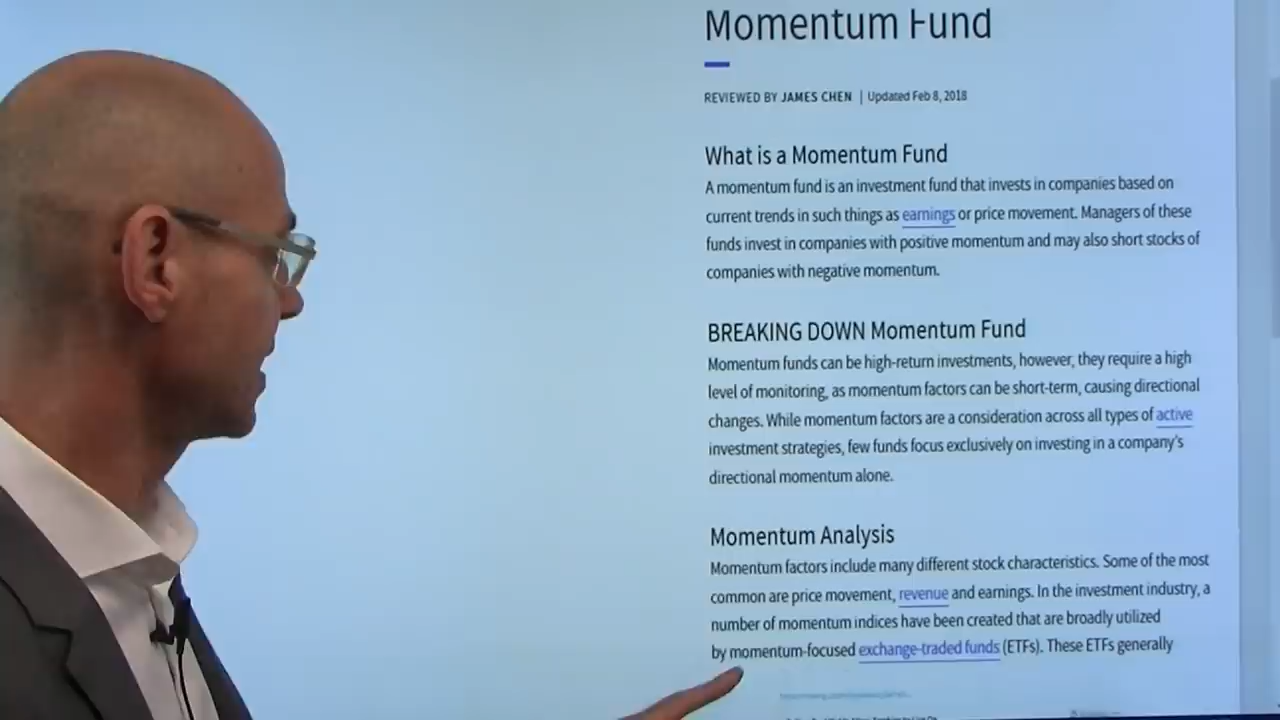 Momentum Fund
REVIEWED BY JAMES CHEN | Updated Feb 8, 2018
What is a Momentum Fund
A momentum fund is an investment fund that invests in companies based on
current trends in such things as earnings or price movement. Managers of these
funds invest in companies with positive momentum and may also short stocks of
companies with negative momentum.
BREAKING DOWN Momentum Fund
Momentum funds can be high-return investments, however, they require a high
level of monitoring, as momentum factors can be short-term, causing directional
changes. While momentum factors are a consideration across all types of active
investment strategies, few funds focus exclusively on investing in a company's
directional momentum alone.
Momentum Analysis
Momentum factors include many different stock characteristics. Some of the most
common are price movement, revenue and earnings. In the investment industry, a
number of momentum indices have been created that are broadly utilized
by momentum-focused exchange-traded funds (ETFs). These ETFs generally